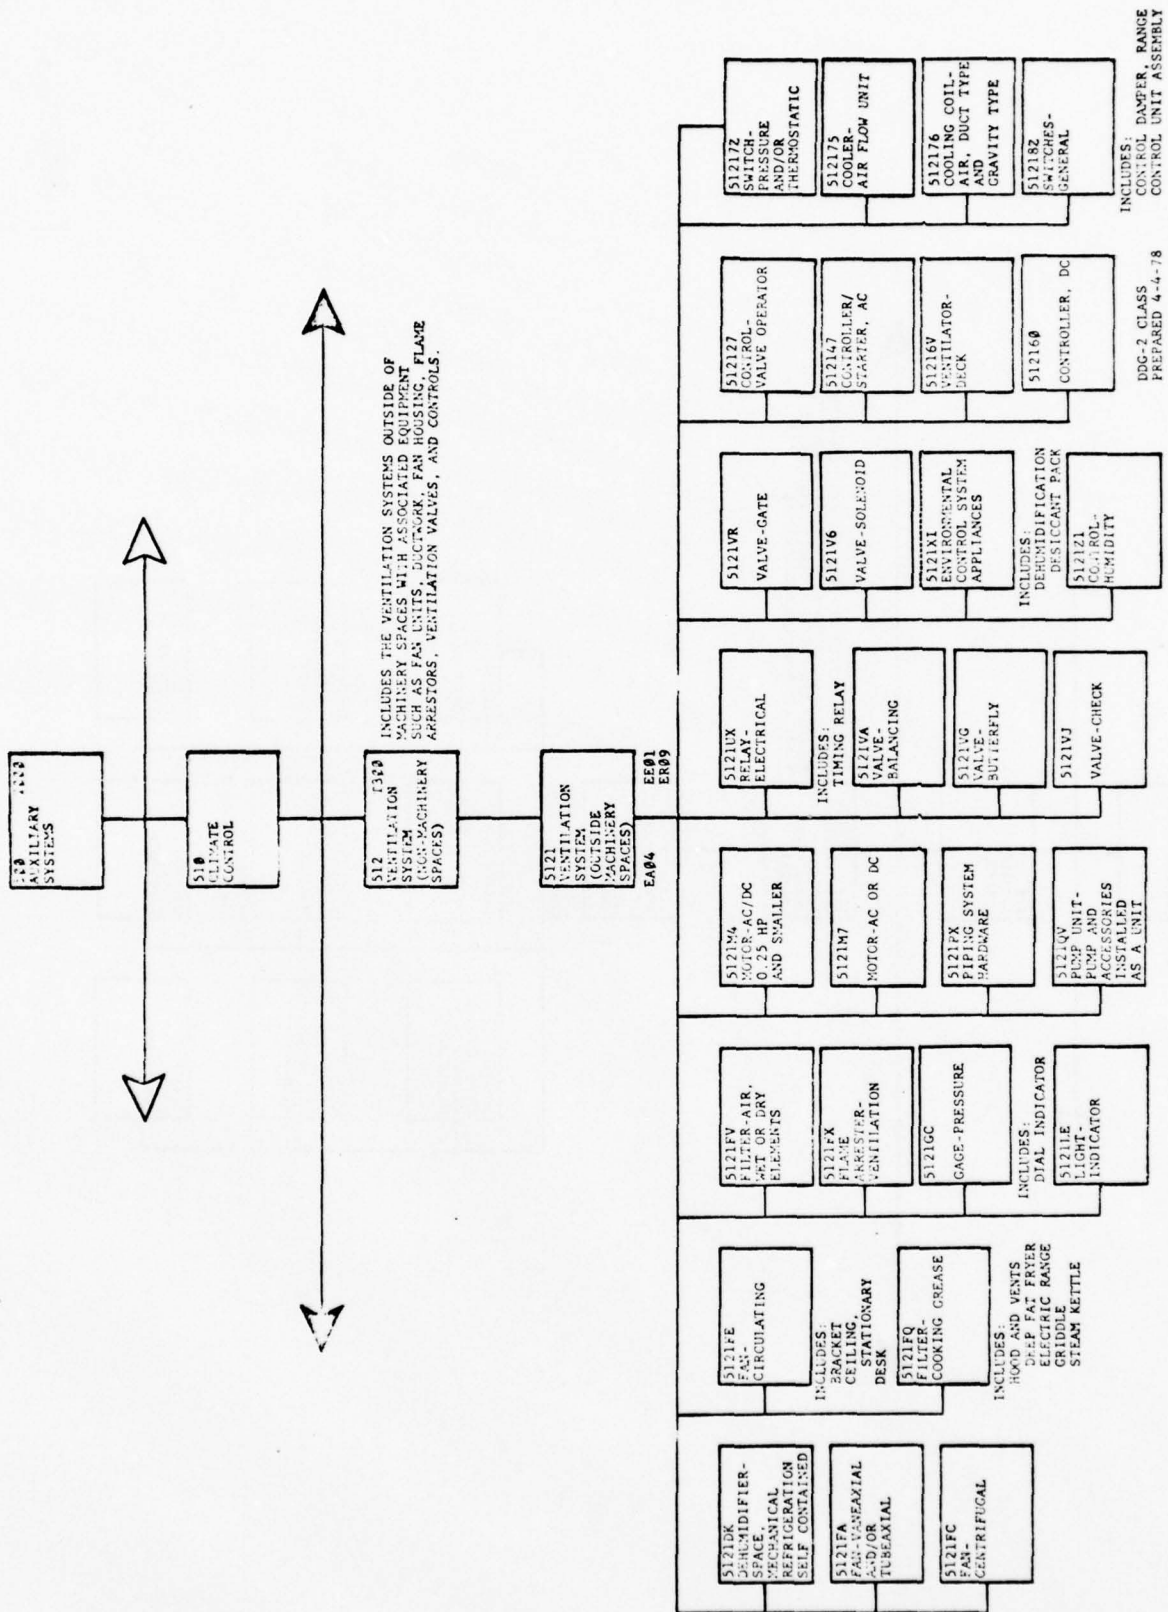 AUXILIARY
SYSTEMS
510
CLIMATE
CONTROL
512 T300
VENTILATION
SYSTEM
(NON-MACHINERY
SPACES)
INCLUDES THE VENTILATION SYSTEMS OUTSIDE OF
MACHINERY SPACES WITH ASSOCIATED EQUIPMENT
SUCH AS FAN UNITS, DUCTWORK, FAN HOUSING, FLAME
ARRESTORS, VENTILATION VALVES, AND CONTROLS.
5121
VENTILATION
SYSTEM
(OUTSIDE
MACHINERY
SPACES)
EA04
EE01
ER09
5121DK
DEHUMIDIFIER-
SPACE,
MECHANICAL
REFRIGERATION
SELF CONTAINED
5121FA
FAN-VANEAXIAL
AND/OR
TUBEAXIAL
5121FC
FAN-
CENTRIFUGAL
5121FE
FAN-
CIRCULATING
INCLUDES:
BRACKET
CEILING,
STATIONARY
DESK
5121FQ
FILTER-
COOKING GREASE
INCLUDES:
HOOD AND VENTS
DEEP FAT FRYER
ELECTRIC RANGE
GRIDDLE
STEAM KETTLE
5121FV
FILTER-AIR,
WET OR DRY
ELEMENTS
5121FX
FLAME
ARRESTER-
VENTILATION
5121GC
GAGE-PRESSURE
INCLUDES:
DIAL INDICATOR
5121LE
LIGHT-
INDICATOR
5121M4
MOTOR-AC/DC
0.25 HP
AND SMALLER
5121M7
MOTOR-AC OR DC
5121PX
PIPING SYSTEM
HARDWARE
5121QV
PUMP UNIT-
PUMP AND
ACCESSORIES
INSTALLED
AS A UNIT
5121UX
RELAY-
ELECTRICAL
INCLUDES:
TIMING RELAY
5121VA
VALVE-
BALANCING
5121VG
VALVE-
BUTTERFLY
5121VJ
VALVE-CHECK
5121VR
VALVE-GATE
5121V6
VALVE-SOLENOID
5121XI
ENVIRONMENTAL
CONTROL SYSTEM
APPLIANCES
INCLUDES:
DEHUMIDIFICATION
DESICCANT PACK
5121Z1
CONTROL-
HUMIDITY
512127
CONTROL-
VALVE OPERATOR
512147
CONTROLLER/
STARTER, AC
51216V
VENTILATOR-
DECK
512160
CONTROLLER, DC
51217Z
SWITCH-
PRESSURE
AND/OR
THERMOSTATIC
512175
COOLER-
AIR FLOW UNIT
512176
COOLING COIL-
AIR, DUCT TYPE
AND
GRAVITY TYPE
51218Z
SWITCHES-
GENERAL
INCLUDES:
CONTROL DAMPER, RANGE
CONTROL UNIT ASSEMBLY
DDG-2 CLASS
PREPARED 4-4-78